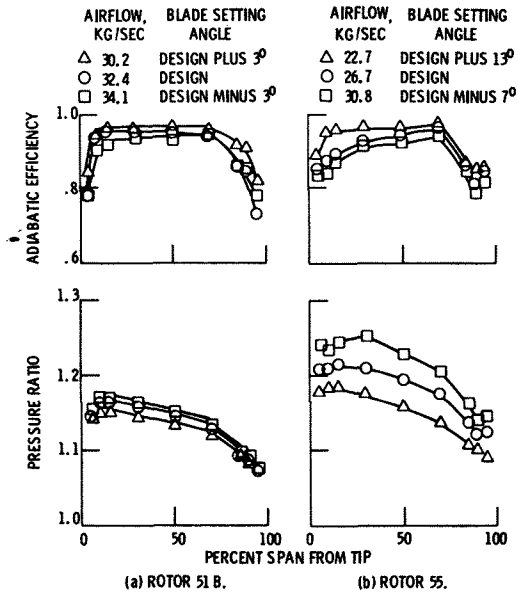 AIRFLOW, BLADE SETTING
KG/SEC ANGLE
△ 30.2 DESIGN PLUS 3°
○ 32.4 DESIGN
□ 34.1 DESIGN MINUS 3°
AIRFLOW, BLADE SETTING
KG/SEC ANGLE
△ 22.7 DESIGN PLUS 13°
○ 26.7 DESIGN
□ 30.8 DESIGN MINUS 7°
ADIABATIC EFFICIENCY
1.0
.8
.6
PRESSURE RATIO
1.3
1.2
1.1
1.0
0 50 100
0 50 100
PERCENT SPAN FROM TIP
(a) ROTOR 51 B.
(b) ROTOR 55.